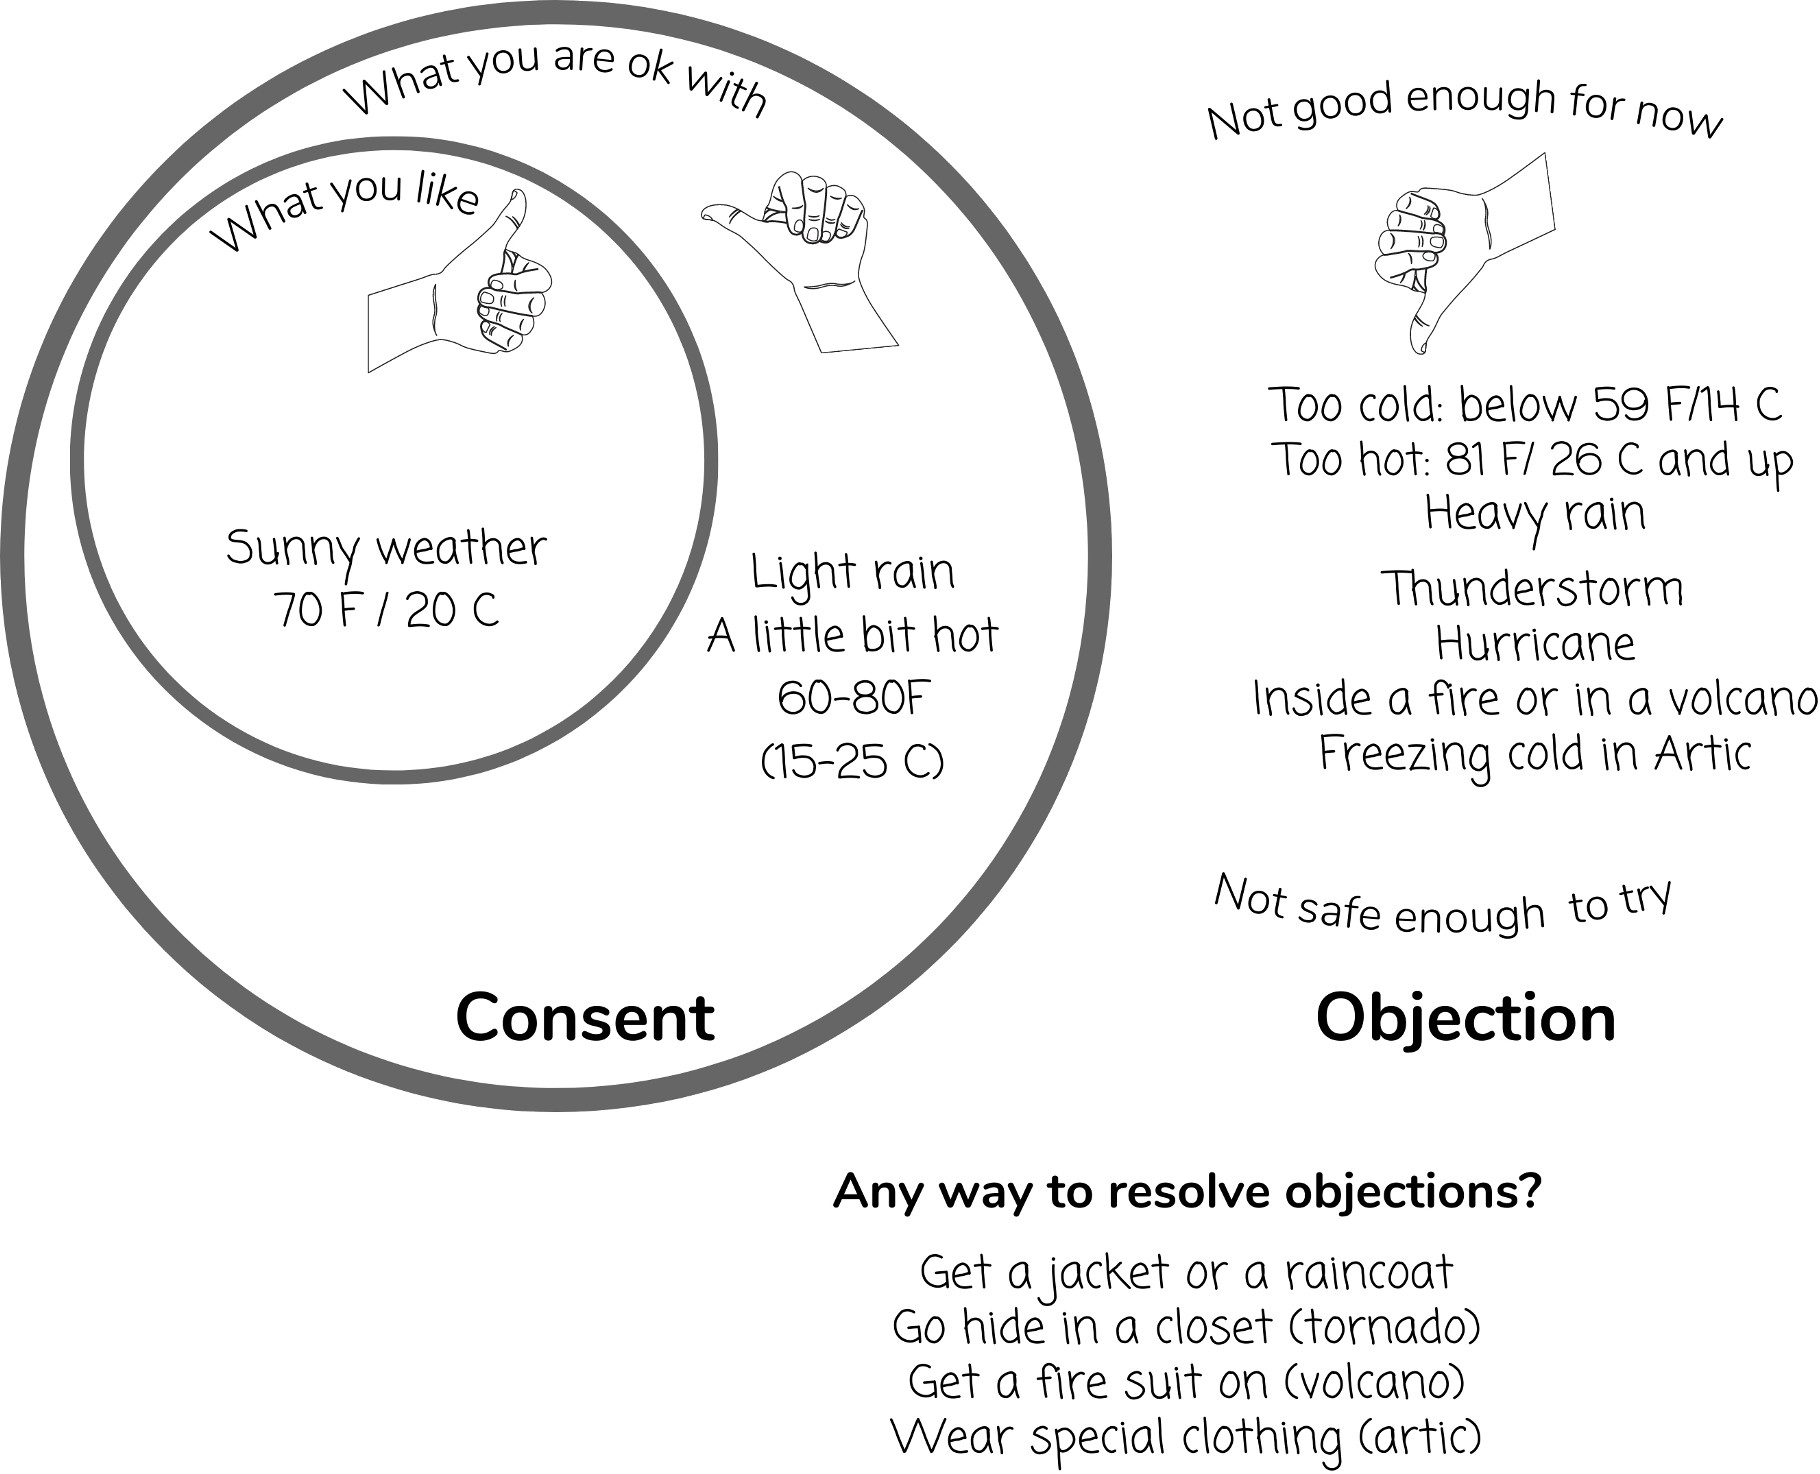 What you are ok with
What you like
Sunny weather
70 F / 20 C
Light rain
A little bit hot
60-80F
(15-25 C)
Consent
Not good enough for now
Too cold: below 59 F/14 C
Too hot: 81 F/ 26 C and up
Heavy rain
Thunderstorm
Hurricane
Inside a fire or in a volcano
Freezing cold in Artic
Not safe enough to try
Objection
Any way to resolve objections?
Get a jacket or a raincoat
Go hide in a closet (tornado)
Get a fire suit on (volcano)
Wear special clothing (artic)